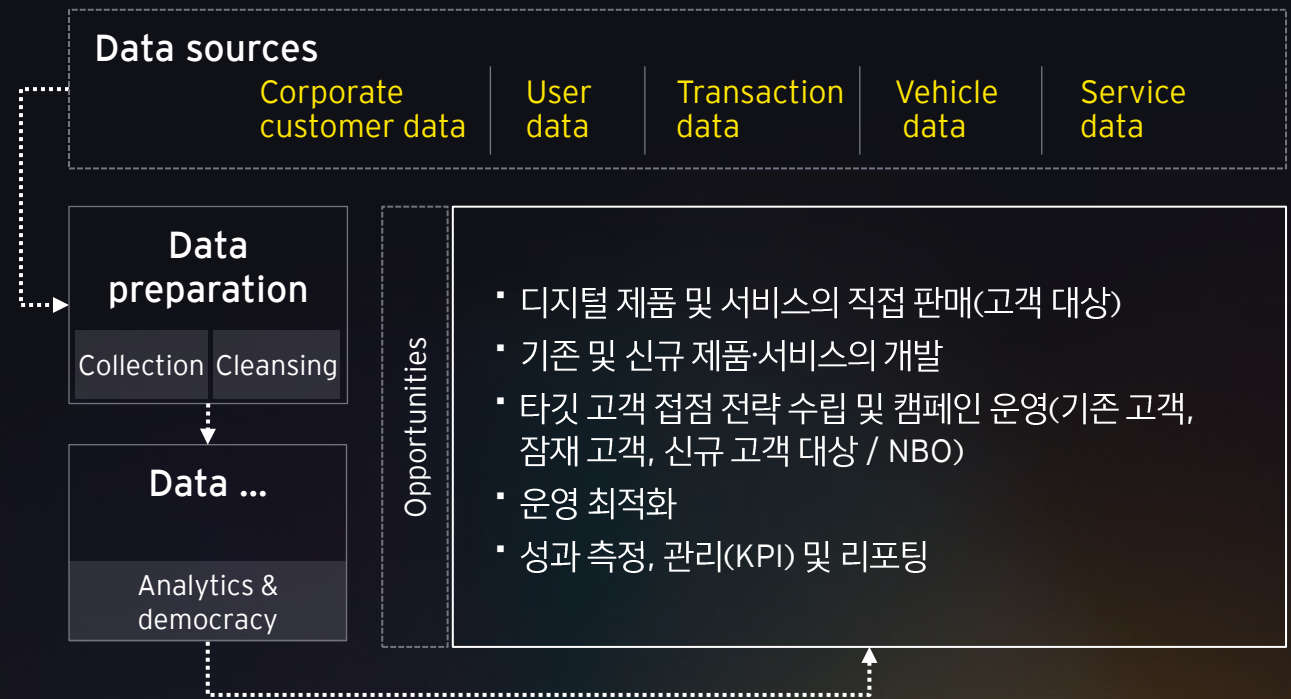 Data sources
Corporate
customer data
User
data
Transaction
data
Vehicle
data
Service
data
Data
preparation
Collection
Cleansing
Data ...
Analytics &
democracy
Opportunities
▪ 디지털 제품 및 서비스의 직접 판매(고객 대상)
▪ 기존 및 신규 제품·서비스의 개발
▪ 타깃 고객 접점 전략 수립 및 캠페인 운영(기존 고객,
잠재 고객, 신규 고객 대상 / NBO)
▪ 운영 최적화
▪ 성과 측정, 관리(KPI) 및 리포팅